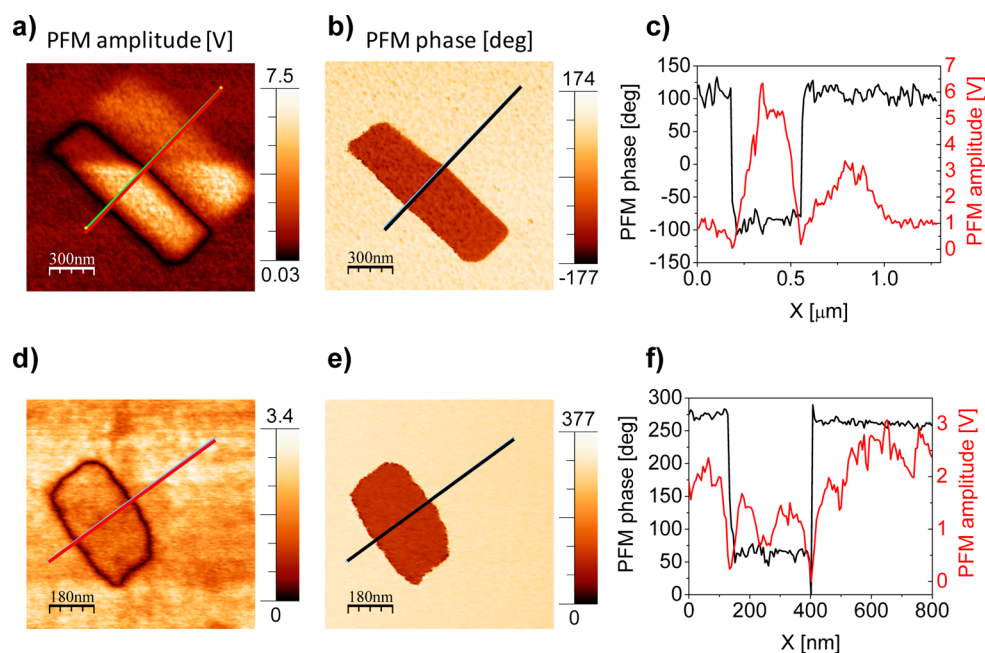 a) PFM amplitude [V]
7.5
0.03
300nm
b) PFM phase [deg]
174
-177
300nm
c)
PFM phase [deg]
100
50
0
-50
-100
-150
150
0.0 0.5 1.0
X [μm]
7
6
5
4
3
2
1
0
PFM amplitude [V]
d)
3.4
0
180nm
e)
377
0
180nm
f)
PFM phase [deg]
300
250
200
150
100
50
0
0 200 400 600 800
X [nm]
3
2
1
0
PFM amplitude [V]